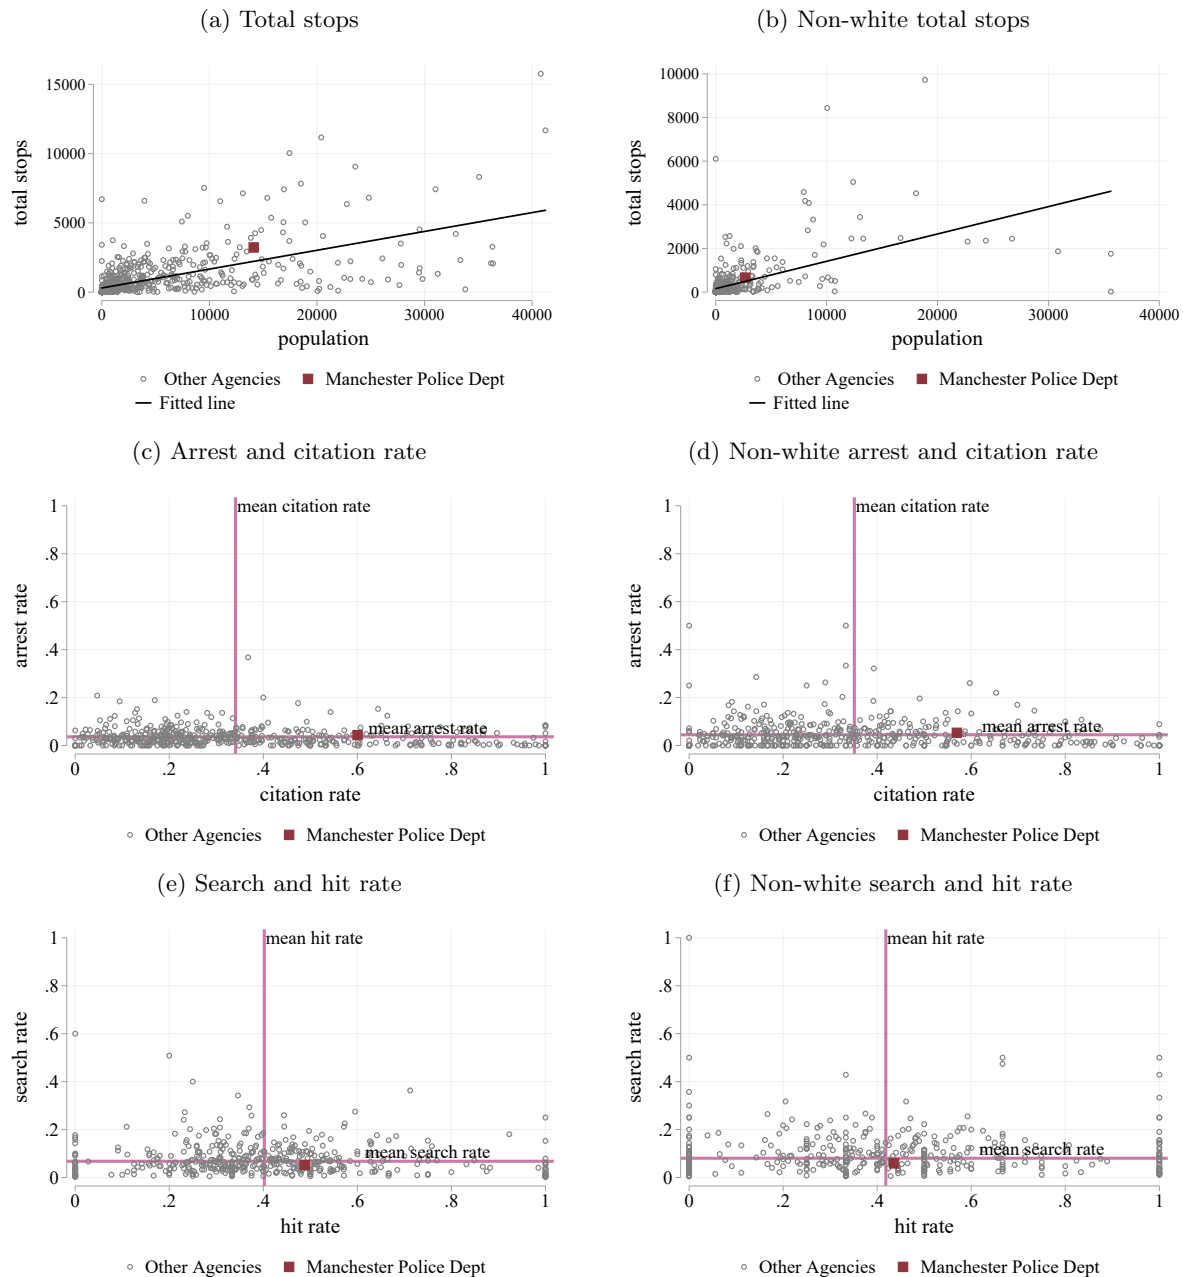 (a) Total stops
(b) Non-white total stops
15000
10000
5000
0
total stops
0 10000 20000 30000 40000
population
Other Agencies Manchester Police Dept
Fitted line
10000
8000
6000
4000
2000
0
total stops
0 10000 20000 30000 40000
population
Other Agencies Manchester Police Dept
Fitted line
(c) Arrest and citation rate
(d) Non-white arrest and citation rate
1
.8
.6
.4
.2
0
arrest rate
mean citation rate
mean arrest rate
0 .2 .4 .6 .8 1
citation rate
Other Agencies Manchester Police Dept
1
.8
.6
.4
.2
0
arrest rate
mean citation rate
mean arrest rate
0 .2 .4 .6 .8 1
citation rate
Other Agencies Manchester Police Dept
(e) Search and hit rate
(f) Non-white search and hit rate
1
.8
.6
.4
.2
0
search rate
mean hit rate
mean search rate
0 .2 .4 .6 .8 1
hit rate
Other Agencies Manchester Police Dept
1
.8
.6
.4
.2
0
search rate
mean hit rate
mean search rate
0 .2 .4 .6 .8 1
hit rate
Other Agencies Manchester Police Dept